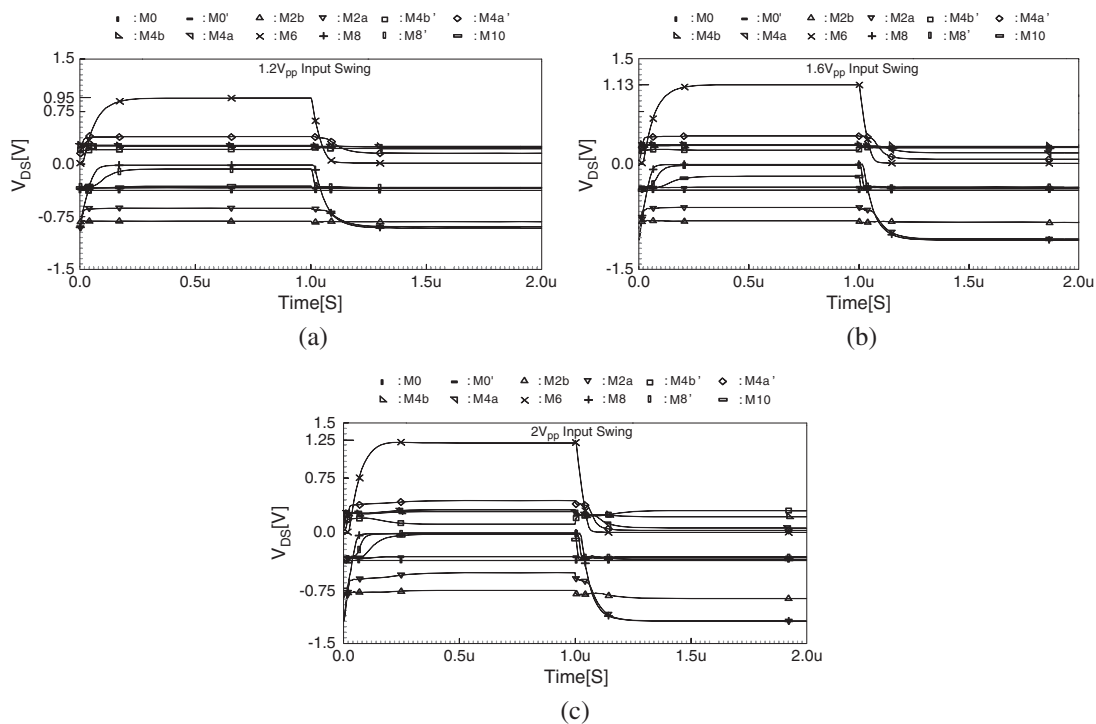 : M0 : M0' : M2b : M2a : M4b' : M4a'
: M4b : M4a : M6 : M8 : M8' : M10
1.2Vpp Input Swing
1.5
0.95
0.75
0.0
-0.75
-1.5
VDS[V]
0.0 0.5u 1.0u 1.5u 2.0u
Time[S]
(a)
: M0 : M0' : M2b : M2a : M4b' : M4a'
: M4b : M4a : M6 : M8 : M8' : M10
1.6Vpp Input Swing
1.5
1.13
0.75
0.0
-0.75
-1.5
VDS[V]
0.0 0.5u 1.0u 1.5u 2.0u
Time[S]
(b)
: M0 : M0' : M2b : M2a : M4b' : M4a'
: M4b : M4a : M6 : M8 : M8' : M10
2Vpp Input Swing
1.5
1.25
0.75
0.0
-0.75
-1.5
VDS[V]
0.0 0.5u 1.0u 1.5u 2.0u
Time[S]
(c)